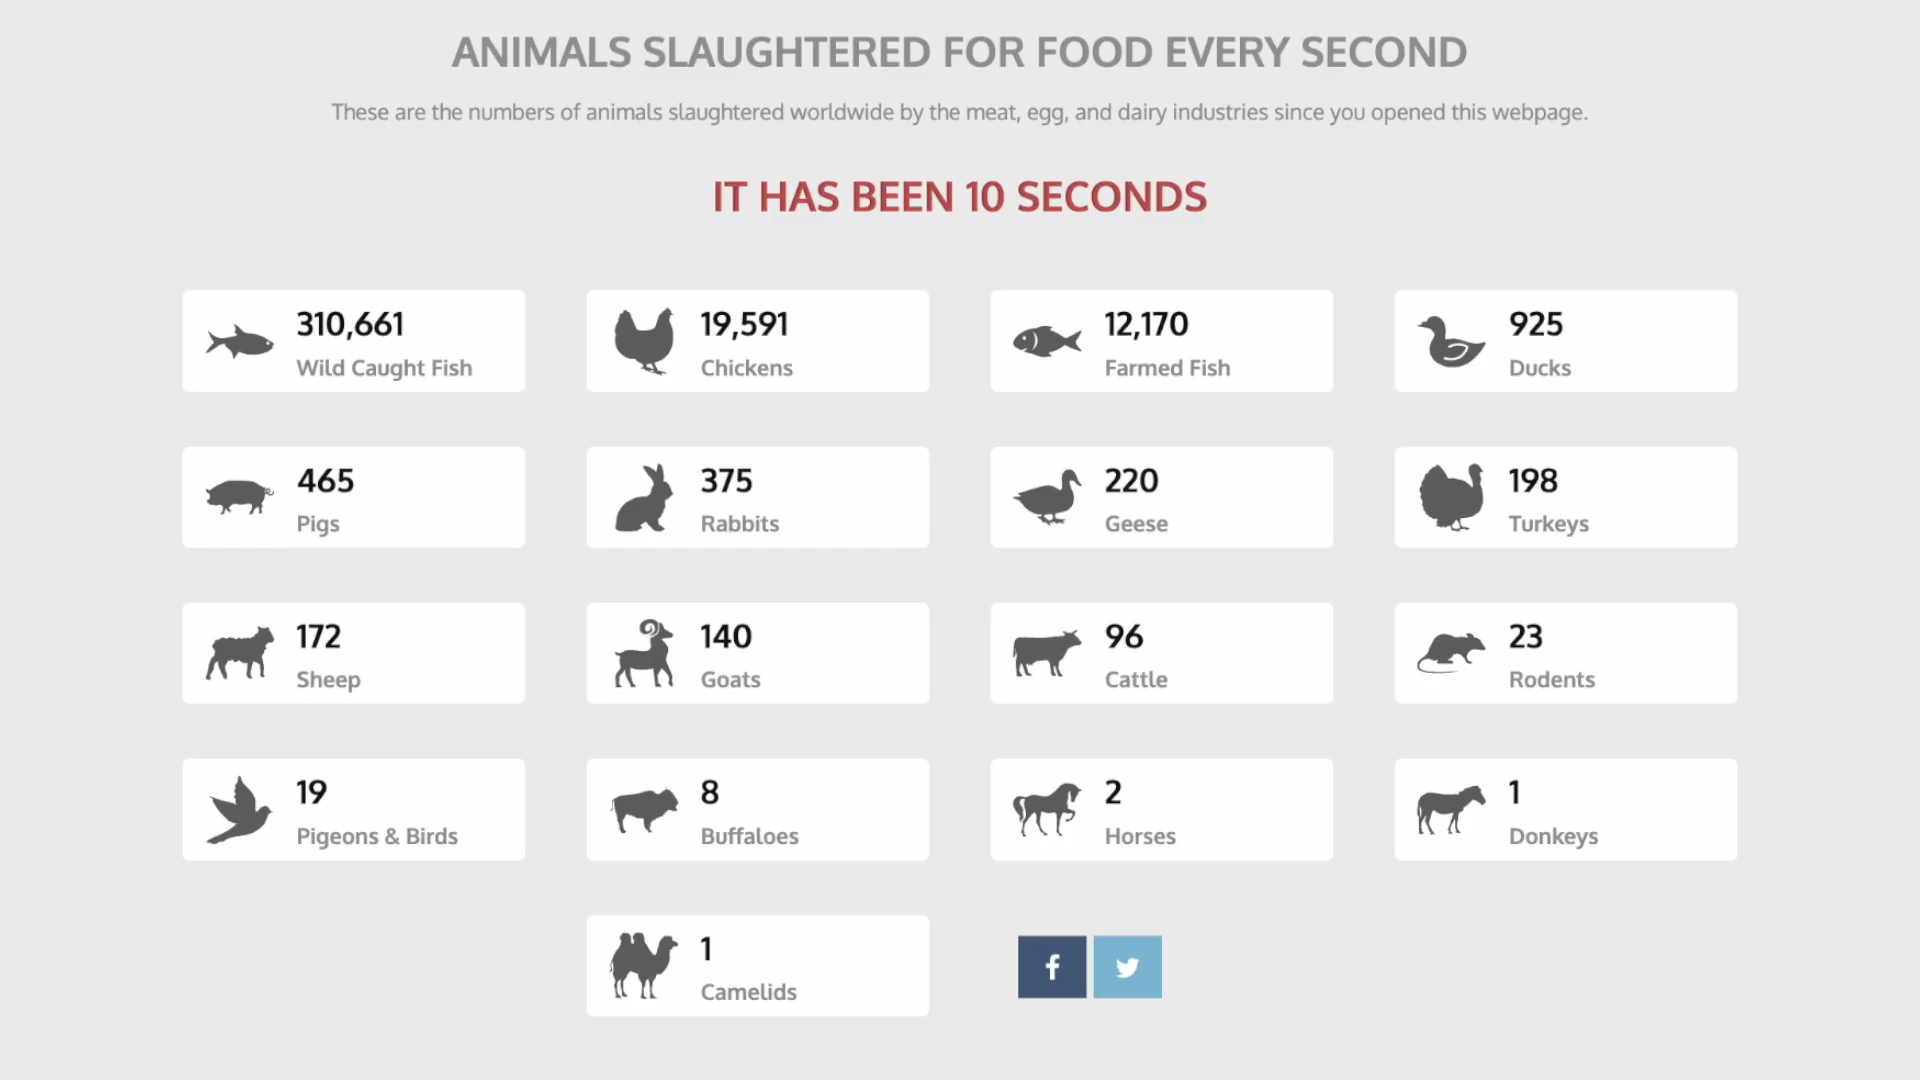 ANIMALS SLAUGHTERED FOR FOOD EVERY SECOND
These are the numbers of animals slaughtered worldwide by the meat, egg, and dairy industries since you opened this webpage.
IT HAS BEEN 10 SECONDS
310,661
Wild Caught Fish
19,591
Chickens
12,170
Farmed Fish
925
Ducks
465
Pigs
375
Rabbits
220
Geese
198
Turkeys
172
Sheep
140
Goats
96
Cattle
23
Rodents
19
Pigeons & Birds
8
Buffaloes
2
Horses
1
Donkeys
1
Camelids